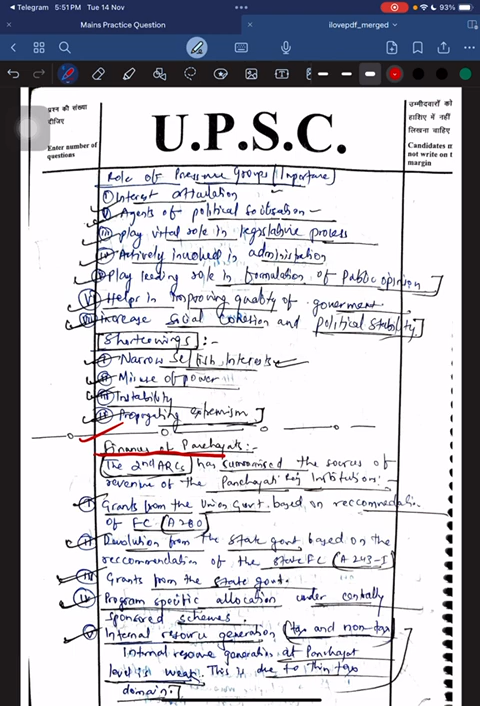 Telegram 5:51 PM Tue 14 Nov
93%
Mains Practice Question
ilovepdf_merged
प्रश्न की संख्या
दीजिए
Enter number of
questions
U.P.S.C.
उम्मीदवारों को
हाशिए में नहीं
लिखना चाहिए
Candidates m
not write on t
margin
Role of Pressure Groups / Importance
(i) Interest articulation
(ii) Agents of political socilisation -
(iii) play vital role in legislative process
(iv) Actively involved in administration
(v) Play leading role in formulation of Public opinion
(vi) Helper in improving quality of government
(vii) increase social cohesion and political stability.
Shortcomings :-
(i) Narrow selfish interests
(ii) Misuse of power
(iii) Instability
(iv) Propogating extremism
Finances of Panchayats:-
The 2nd ARCs has summarised the sources of
revenue of the Panchayati Raj Institution:-
(i) Grants from the Union Govt. based on reccomedation
of FC. (A280)
(ii) Devolution from the state govt. based on the
reccommendation of the state FC (A 243-I)
(iii) Grants from the state govt.
(iv) Program specific allocation under centrally
sponsored schemes.
(v) Internal resource generation (tax and non-tax)
Internal resource generation at Panchayat
level is weak. This is due to thin tax
domain.